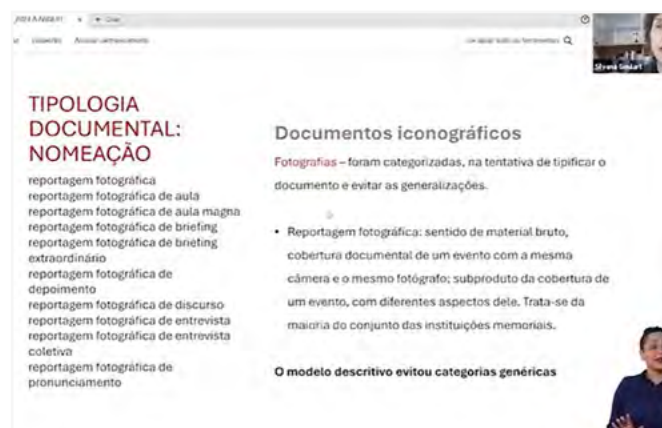 + Criar
TIPOLOGIA
DOCUMENTAL:
NOMEAÇÃO
reportagem fotográfica
reportagem fotográfica de aula
reportagem fotográfica de aula magna
reportagem fotográfica de briefing
reportagem fotográfica de briefing
extraordinário
reportagem fotográfica de
depoimento
reportagem fotográfica de discurso
reportagem fotográfica de entrevista
reportagem fotográfica de entrevista
coletiva
reportagem fotográfica de
pronunciamento
Documentos iconográficos
Fotografias – foram categorizadas, na tentativa de tipificar o
documento e evitar as generalizações.
• Reportagem fotográfica: sentido de material bruto,
cobertura documental de um evento com a mesma
câmera e o mesmo fotógrafo; subproduto da cobertura de
um evento, com diferentes aspectos dele. Trata-se da
maioria do conjunto das instituições memoriais.
O modelo descritivo evitou categorias genéricas
Silvana Goulart